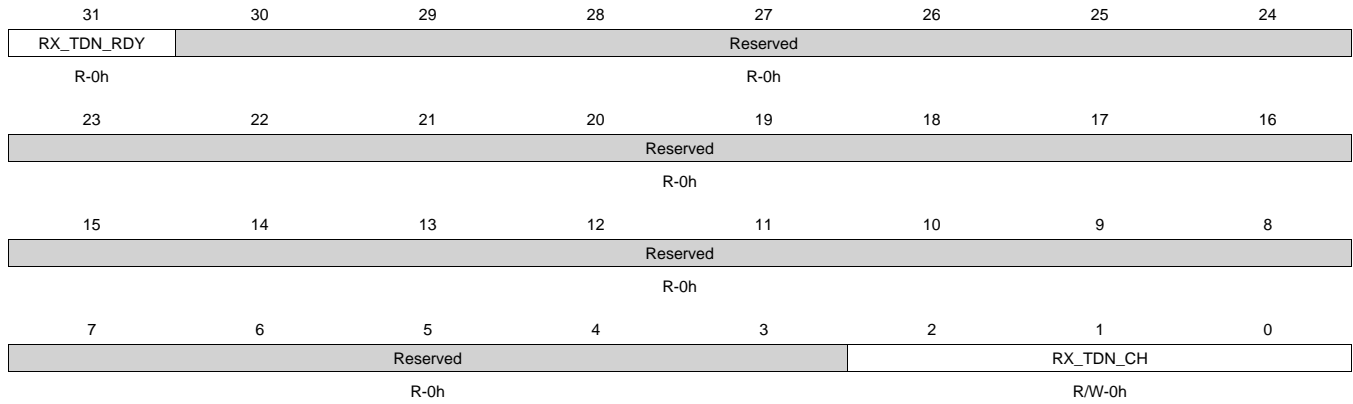 31 30 29 28 27 26 25 24
RX_TDN_RDY Reserved
R-0h R-0h
23 22 21 20 19 18 17 16
Reserved
R-0h
15 14 13 12 11 10 9 8
Reserved
R-0h
7 6 5 4 3 2 1 0
Reserved RX_TDN_CH
R-0h R/W-0h